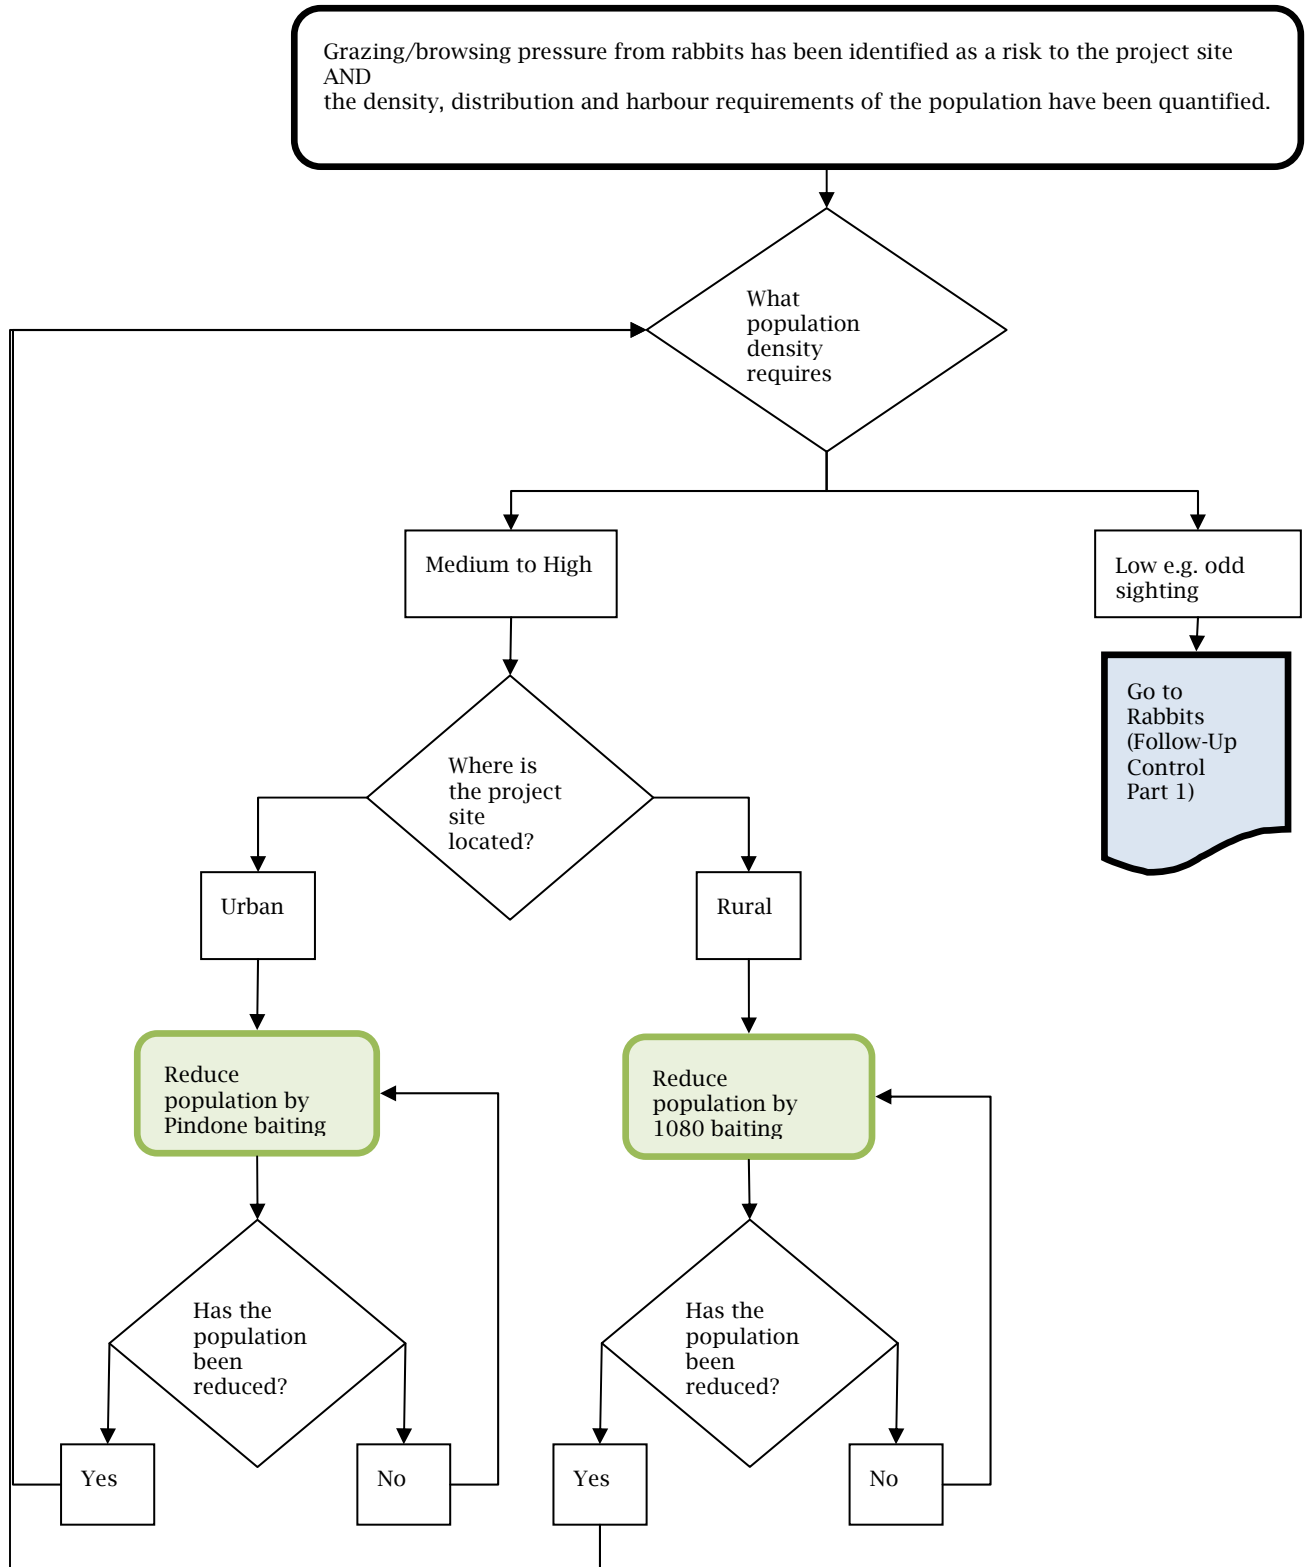 Grazing/browsing pressure from rabbits has been identified as a risk to the project site
AND
the density, distribution and harbour requirements of the population have been quantified.
What
population
density
requires
Medium to High
Low e.g. odd
sighting
Go to
Rabbits
(Follow-Up
Control
Part 1)
Where is
the project
site
located?
Urban
Rural
Reduce
population by
Pindone baiting
Reduce
population by
1080 baiting
Has the
population
been
reduced?
Has the
population
been
reduced?
Yes
No
Yes
No